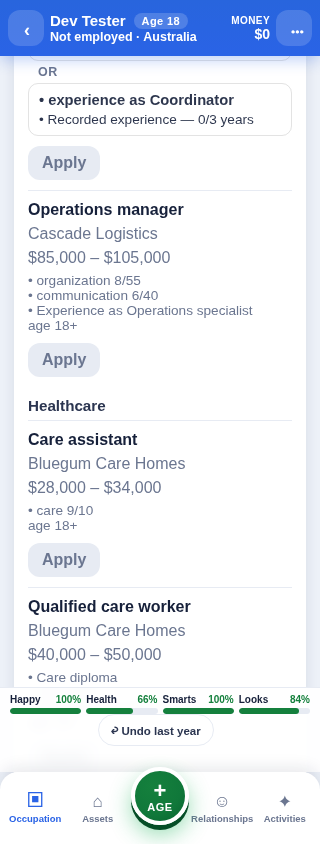 Dev Tester Age 18
Not employed · Australia
MONEY
$0
OR
• experience as Coordinator
• Recorded experience — 0/3 years
Apply
Operations manager
Cascade Logistics
$85,000 – $105,000
• organization 8/55
• communication 6/40
• Experience as Operations specialist
age 18+
Apply
Healthcare
Care assistant
Bluegum Care Homes
$28,000 – $34,000
• care 9/10
age 18+
Apply
Qualified care worker
Bluegum Care Homes
$40,000 – $50,000
• Care diploma
Happy 100% Health 66% Smarts 100% Looks 84%
Undo last year
+
AGE
Occupation Assets Relationships Activities